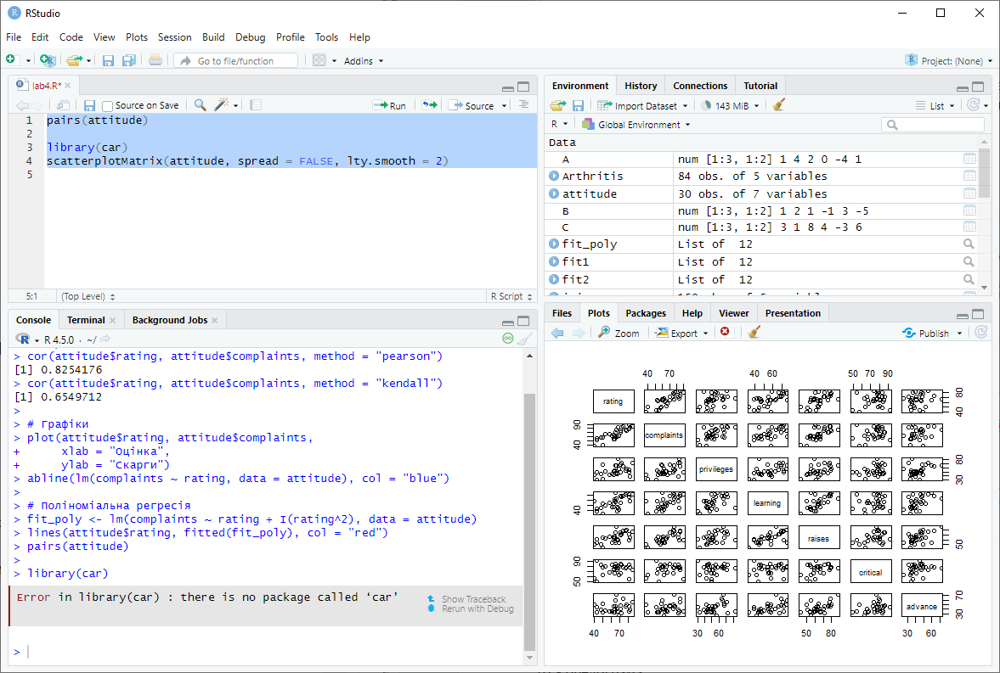 RStudio
File Edit Code View Plots Session Build Debug Profile Tools Help
Go to file/function Addins Project: (None)
lab4.R*
Source on Save Run Source
1 pairs(attitude)
2
3 library(car)
4 scatterplotMatrix(attitude, spread = FALSE, lty.smooth = 2)
5
5:1 (Top Level) R Script
Console Terminal Background Jobs
R 4.5.0 · ~/
> cor(attitude$rating, attitude$complaints, method = "pearson")
[1] 0.8254176
> cor(attitude$rating, attitude$complaints, method = "kendall")
[1] 0.6549712
>
> # Графіки
> plot(attitude$rating, attitude$complaints,
+ xlab = "Оцінка",
+ ylab = "Скарги")
> abline(lm(complaints ~ rating, data = attitude), col = "blue")
>
> # Поліноміальна регресія
> fit_poly <- lm(complaints ~ rating + I(rating^2), data = attitude)
> lines(attitude$rating, fitted(fit_poly), col = "red")
> pairs(attitude)
>
> library(car)
Error in library(car) : there is no package called ‘car’
Show Traceback
Rerun with Debug
>
Environment History Connections Tutorial
Import Dataset 143 MiB List
R Global Environment
Data
A num [1:3, 1:2] 1 4 2 0 -4 1
Arthritis 84 obs. of 5 variables
attitude 30 obs. of 7 variables
B num [1:3, 1:2] 1 2 1 -1 3 -5
C num [1:3, 1:2] 3 1 8 4 -3 6
fit_poly List of 12
fit1 List of 12
fit2 List of 12
Files Plots Packages Help Viewer Presentation
Zoom Export Publish
40 70 40 60 50 70 90
rating 40 80
40 90 complaints
privileges 30 80
40 learning
raises 50
50 90 critical
advance 30 70
40 70 30 60 50 80 30 60